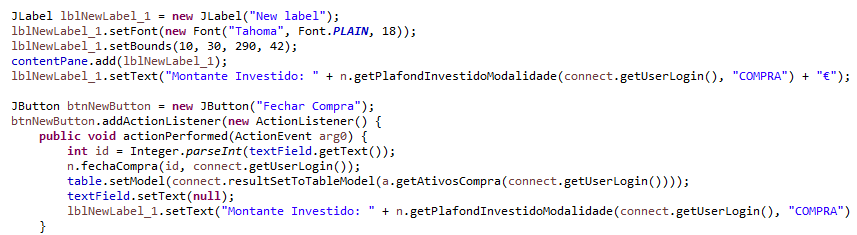 JLabel lblNewLabel_1 = new JLabel("New label");
lblNewLabel_1.setFont(new Font("Tahoma", Font.PLAIN, 18));
lblNewLabel_1.setBounds(10, 30, 290, 42);
contentPane.add(lblNewLabel_1);
lblNewLabel_1.setText("Montante Investido: " + n.getPlafondInvestidoModalidade(connect.getUserLogin(), "COMPRA") + "€");
JButton btnNewButton = new JButton("Fechar Compra");
btnNewButton.addActionListener(new ActionListener() {
public void actionPerformed(ActionEvent arg0) {
int id = Integer.parseInt(textField.getText());
n.fechaCompra(id, connect.getUserLogin());
table.setModel(connect.resultSetToTableModel(a.getAtivosCompra(connect.getUserLogin())));
textField.setText(null);
lblNewLabel_1.setText("Montante Investido: " + n.getPlafondInvestidoModalidade(connect.getUserLogin(), "COMPRA")
}